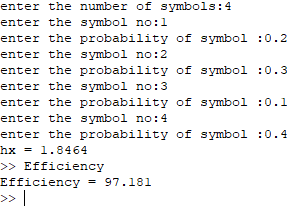 enter the number of symbols:4
enter the symbol no:1
enter the probability of symbol :0.2
enter the symbol no:2
enter the probability of symbol :0.3
enter the symbol no:3
enter the probability of symbol :0.1
enter the symbol no:4
enter the probability of symbol :0.4
hx = 1.8464
>> Efficiency
Efficiency = 97.181
>>